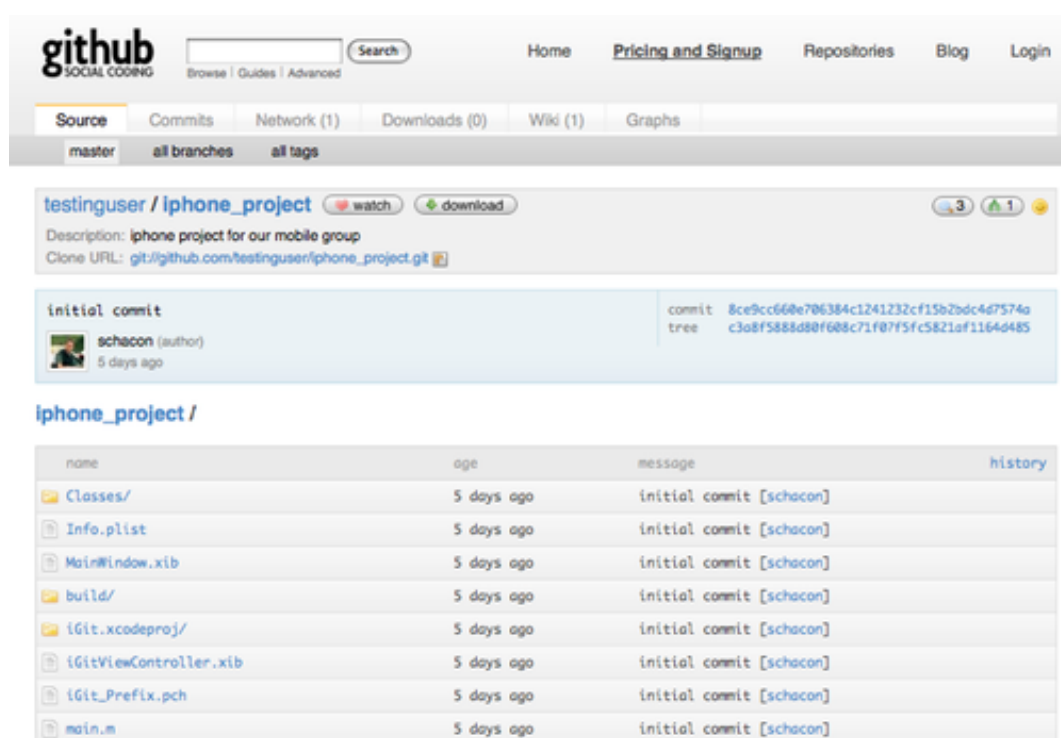 github
SOCIAL CODING
Search
Browse | Guides | Advanced
Home Pricing and Signup Repositories Blog Login
Source Commits Network (1) Downloads (0) Wiki (1) Graphs
master all branches all tags
testinguser / iphone_project watch download 3 1
Description: iphone project for our mobile group
Clone URL: git://github.com/testinguser/iphone_project.git
initial commit
schacon (author)
5 days ago
commit 8ce9cc660e706384c1241232cf15b2bdc4d7574a
tree c3a8f5888d80f608c71f07f5fc5821af1164d485
iphone_project /
name age message history
Classes/ 5 days ago initial commit [schacon]
Info.plist 5 days ago initial commit [schacon]
MainWindow.xib 5 days ago initial commit [schacon]
build/ 5 days ago initial commit [schacon]
iGit.xcodeproj/ 5 days ago initial commit [schacon]
iGitViewController.xib 5 days ago initial commit [schacon]
iGit_Prefix.pch 5 days ago initial commit [schacon]
main.m 5 days ago initial commit [schacon]